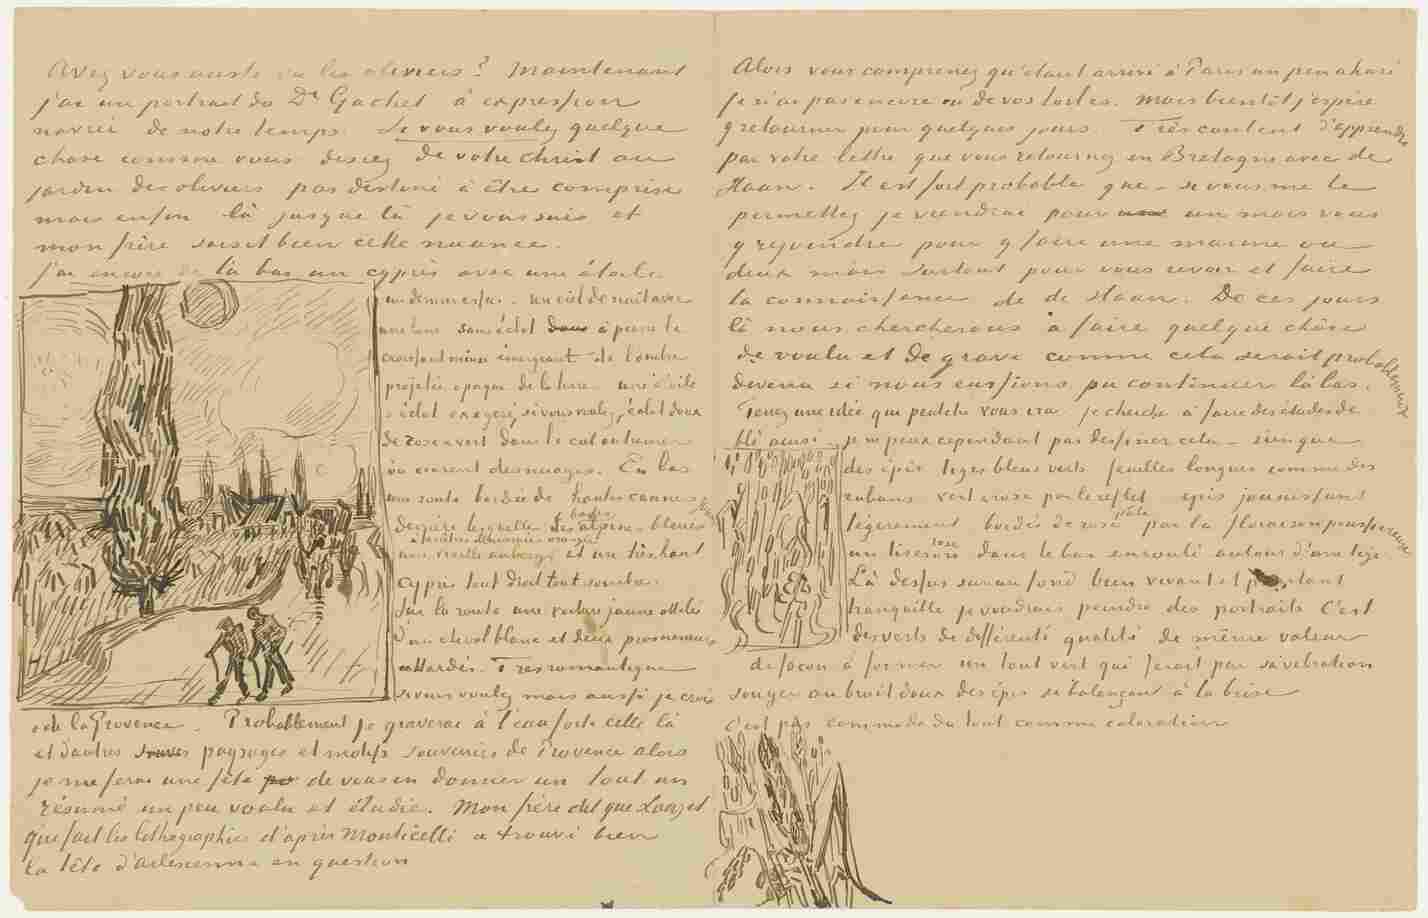 Avez vous aussi vu les oliviers? Maintenant
j'ai un portrait du Dr Gachet à expression
navrée de notre temps. Si vous voulez quelque
chose comme vous disiez de votre Christ au
jardin des oliviers pas destiné à être comprise
mais enfin là jusque là je vous suis et
mon frère saisit bien cette nuance.
J'ai encore de là bas un cyprès avec une étoile
un dernier essai – un ciel de nuit avec
une lune sans éclat dans à peine le
croissant mince émergeant de l'ombre
projetée opaque de la terre – une étoile
à éclat exagéré, si vous voulez, éclat doux
de rose & vert dans le ciel outremer
où courent des nuages. En bas
une route bordée de hautes cannes jaunes
derrière lesquelles les basses alpines bleues
une vieille auberge à fenêtres illuminées orangée et un très haut
cyprès tout droit tout sombre.
Sur la route une voiture jaune attelée
d'un cheval blanc et deux promeneurs
attardés. Très romantique
si vous voulez mais aussi je crois
de la Provence. Probablement je graverai à l'eau forte celle là
et d'autres paysages et motifs souvenirs de Provence alors
je me ferai une fête de vous en donner un tout un
résumé un peu voulu et étudié. Mon frère dit que Lauzet
qui fait les lithographies d'après Monticelli a trouvé bien
la tête d'arlésienne en question
Alors vous comprenez qu'étant arrivé à Paris un peu ahuri
je n'ai pas encore vu de vos toiles. Mais bientôt j'espère
y retourner pour quelques jours. Très content d'apprendre
par votre lettre que vous retournez en Bretagne avec de
Haan. Il est fort probable que – si vous me le
permettez je viendrai pour un mois vous
y rejoindre pour y faire une marine ou
deux mais surtout pour vous revoir et faire
la connaissance de de Haan. De ces jours
là nous chercherons à faire quelque chose
de voulu et de grave comme cela serait probablement
devenu si nous eussions pu continuer là bas.
Tenez une idée qui peutêtre vous ira je cherche à faire des études de
blé ainsi je ne peux cependant pas dessiner cela – rien que
des épis tiges bleus verts feuilles longues comme des
rubans vert & rose par le reflet épis jaunissant
légèrement bordés de rose pâle par la floraison poussiéreuse
un liseron rose dans le bas enroulé autour d'une tige.
Là dessus sur un fond bien vivant et pourtant
tranquille je voudrais peindre des portraits C'est
des verts de différente qualité de même valeur
de façon à former un tout vert qui ferait par sa vibration
songer au bruit doux des épis se balançant à la brise
c'est pas commode du tout comme coloration